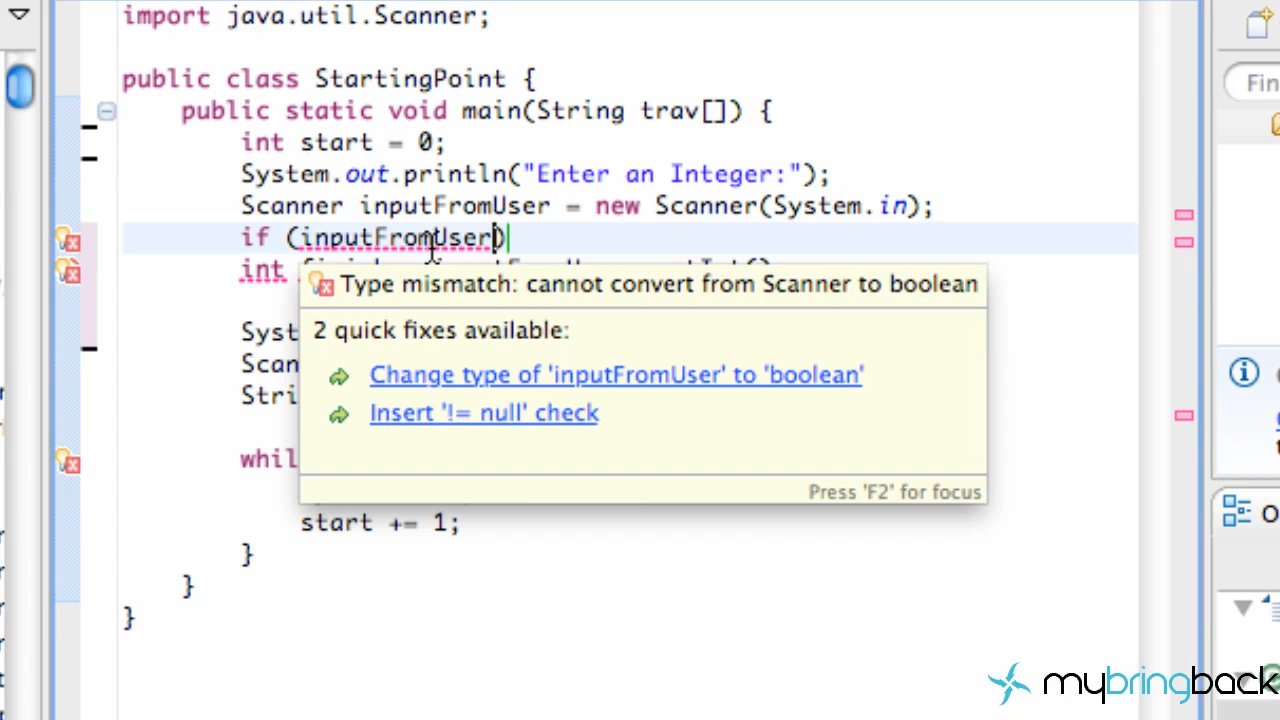 import java.util.Scanner;
public class StartingPoint {
public static void main(String trav[]) {
int start = 0;
System.out.println("Enter an Integer:");
Scanner inputFromUser = new Scanner(System.in);
if (inputFromUser)
int
Type mismatch: cannot convert from Scanner to boolean
2 quick fixes available:
Change type of 'inputFromUser' to 'boolean'
Insert '!= null' check
Press 'F2' for focus
Syst
Scan
Stri
whil
start += 1;
}
}
}
Fin
O
mybringback